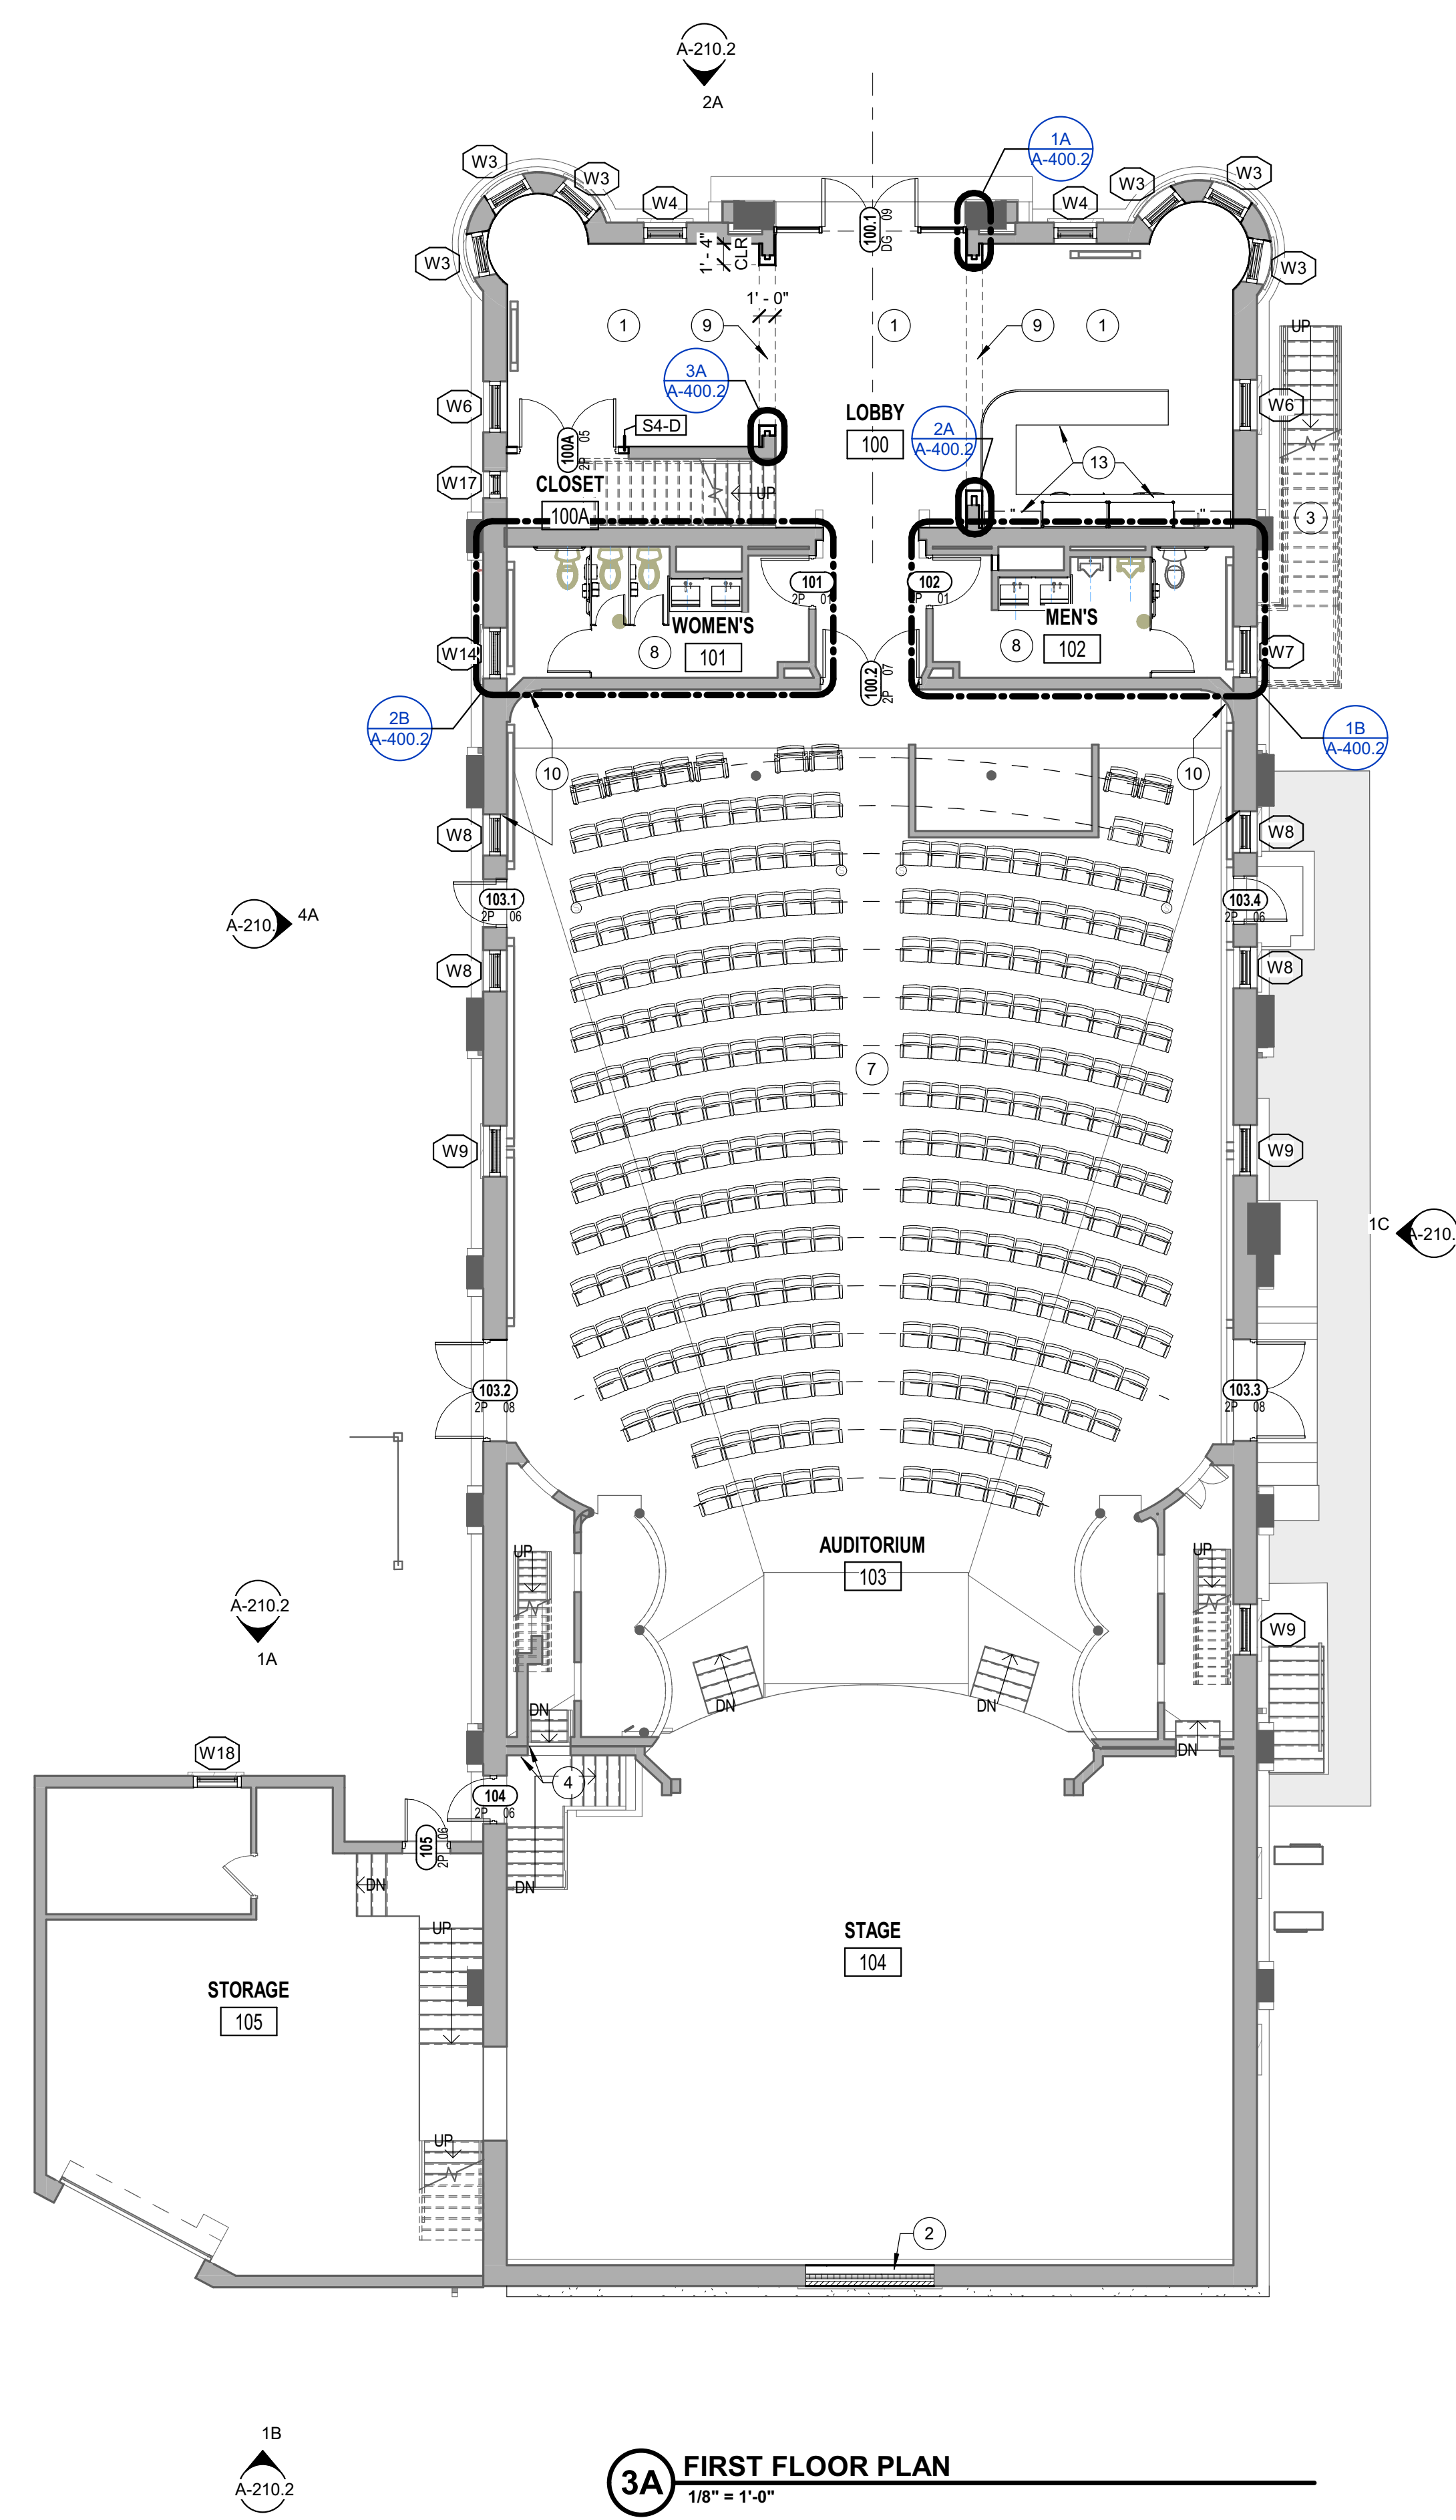 A-210.2
2A
1A
A-400.2
W3
W3
W4
W4
W3
W3
W3
W3
100.1
DG 09
1' - 4"
CLR
1' - 0"
1
9
1
9
1
UP
3A
A-400.2
W6
W6
LOBBY
100
S4-D
100A
2P 05
2A
A-400.2
13
W17
CLOSET
100A
UP
3
101
2P 01
102
01
WOMEN'S
101
MEN'S
102
8
8
W14
W7
100.2
2P 07
2B
A-400.2
1B
A-400.2
10
10
W8
W8
103.1
2P 06
103.4
2P 06
A-210.
4A
W8
W8
7
W9
W9
1C
A-210.
103.2
2P 08
103.3
2P 08
AUDITORIUM
103
UP
UP
A-210.2
1A
W9
DN
DN
DN
DN
W18
4
104
2P 06
105
2P 06
DN
DN
UP
STAGE
104
STORAGE
105
UP
2
1B
A-210.2
3A
FIRST FLOOR PLAN
1/8" = 1'-0"